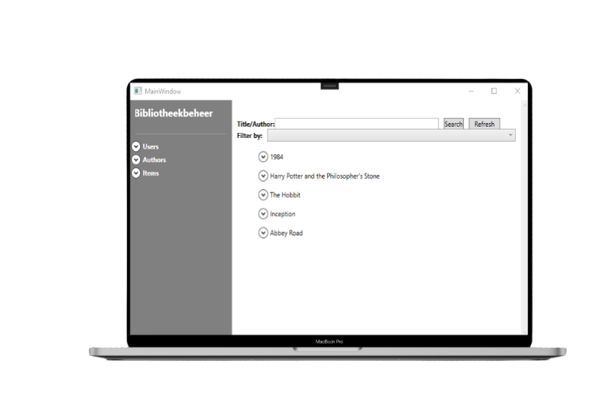 MainWindow
Bibliotheekbeheer
Title/Author:
Search
Refresh
Filter by:
Users
Authors
Items
1984
Harry Potter and the Philosopher's Stone
The Hobbit
Inception
Abbey Road
MacBook Pro